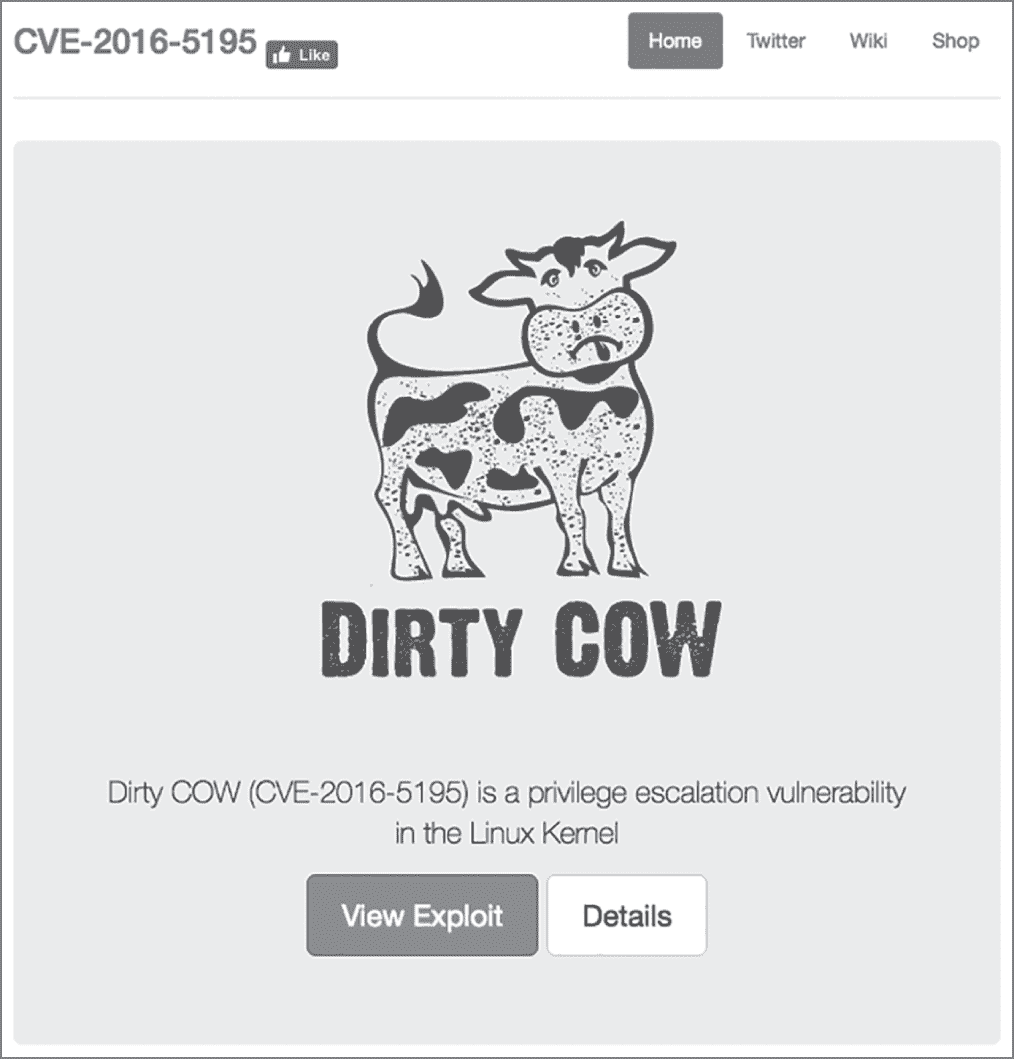 CVE-2016-5195 Like Home Twitter Wiki Shop
DIRTY COW
Dirty COW (CVE-2016-5195) is a privilege escalation vulnerability
in the Linux Kernel
View Exploit Details